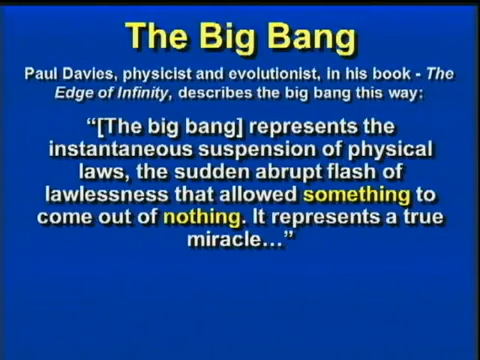 The Big Bang
Paul Davies, physicist and evolutionist, in his book - The
Edge of Infinity, describes the big bang this way:
“[The big bang] represents the
instantaneous suspension of physical
laws, the sudden abrupt flash of
lawlessness that allowed something to
come out of nothing. It represents a true
miracle…”